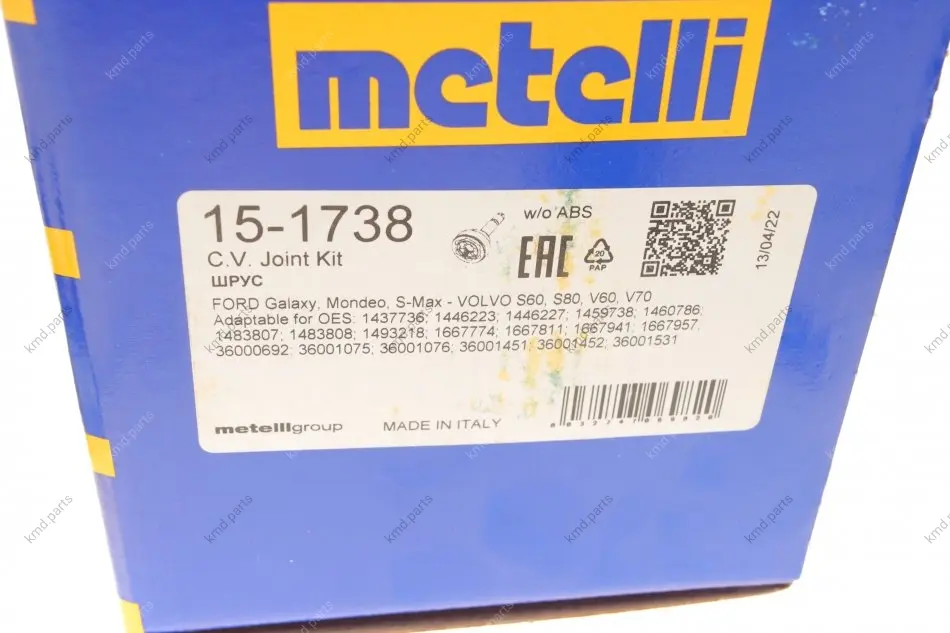 metelli
15-1738
w/o ABS
C.V. Joint Kit
ШРУС
EAC
20
PAP
13/04/22
FORD Galaxy, Mondeo, S-Max - VOLVO S60, S80, V60, V70
Adaptable for OES: 1437736; 1446223; 1446227; 1459738; 1460786;
1483807; 1483808; 1493218; 1667774; 1667811; 1667941; 1667957;
36000692; 36001075; 36001076; 36001451; 36001452; 36001531
metelligroup
MADE IN ITALY
kmd.parts